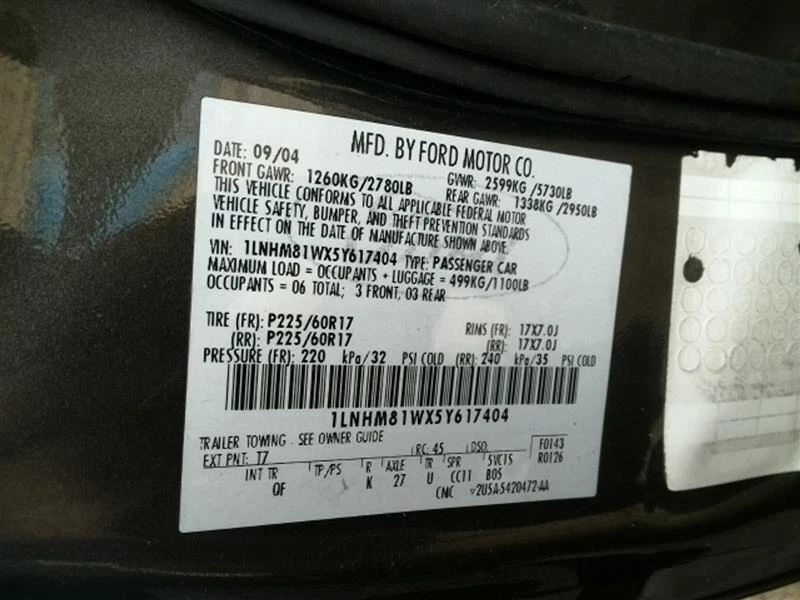 MFD. BY FORD MOTOR CO.
DATE: 09/04 GVWR: 2599KG /5730LB
FRONT GAWR: 1260KG/2780LB REAR GAWR: 1338KG /2950LB
THIS VEHICLE CONFORMS TO ALL APPLICABLE FEDERAL MOTOR
VEHICLE SAFETY, BUMPER, AND THEFT PREVENTION STANDARDS
IN EFFECT ON THE DATE OF MANUFACTURE SHOWN ABOVE.
VIN: 1LNHM81WX5Y617404 TYPE: PASSENGER CAR
MAXIMUM LOAD = OCCUPANTS + LUGGAGE = 499KG/1100LB
OCCUPANTS = 06 TOTAL; 3 FRONT, 03 REAR
TIRE (FR): P225/60R17 RIMS (FR): 17X7.0J
(RR): P225/60R17 (RR): 17X7.0J
PRESSURE (FR): 220 kPa/32 PSI COLD (RR): 240 kPa/35 PSI COLD
1LNHM81WX5Y617404
TRAILER TOWING - SEE OWNER GUIDE F0143
EXT PNT: T7 RC: 45 DSO: R0126
INT TR TP/PS R AXLE TR SPR SVC15
QF K 27 U CC11 B05
CMC ▽2U5A-5420472-AA